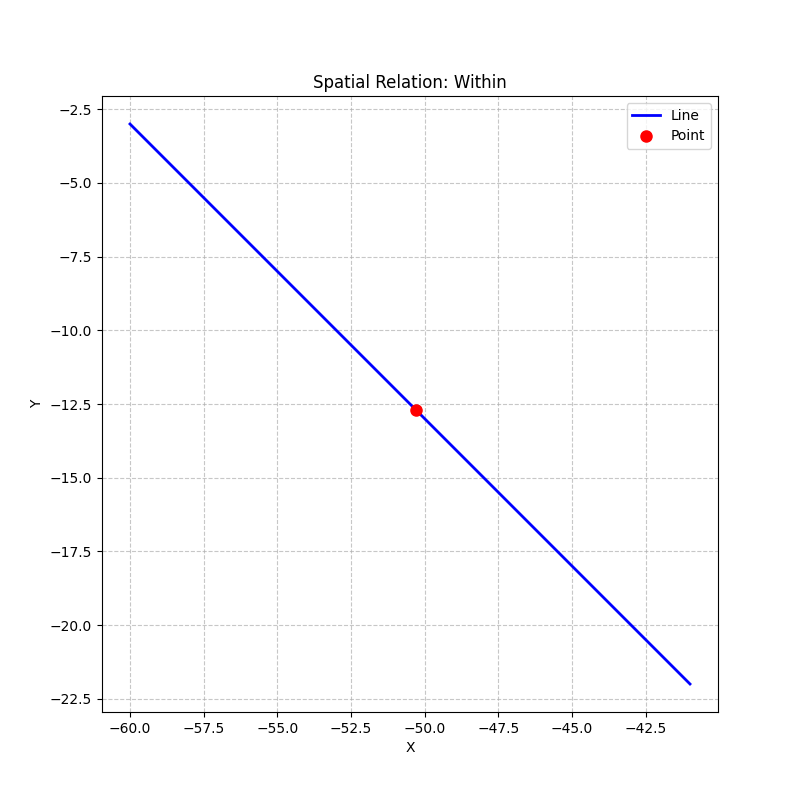 Spatial Relation: Within
Line
Point
−2.5
−5.0
−7.5
−10.0
−12.5
−15.0
−17.5
−20.0
−22.5
Y
−60.0 −57.5 −55.0 −52.5 −50.0 −47.5 −45.0 −42.5
X